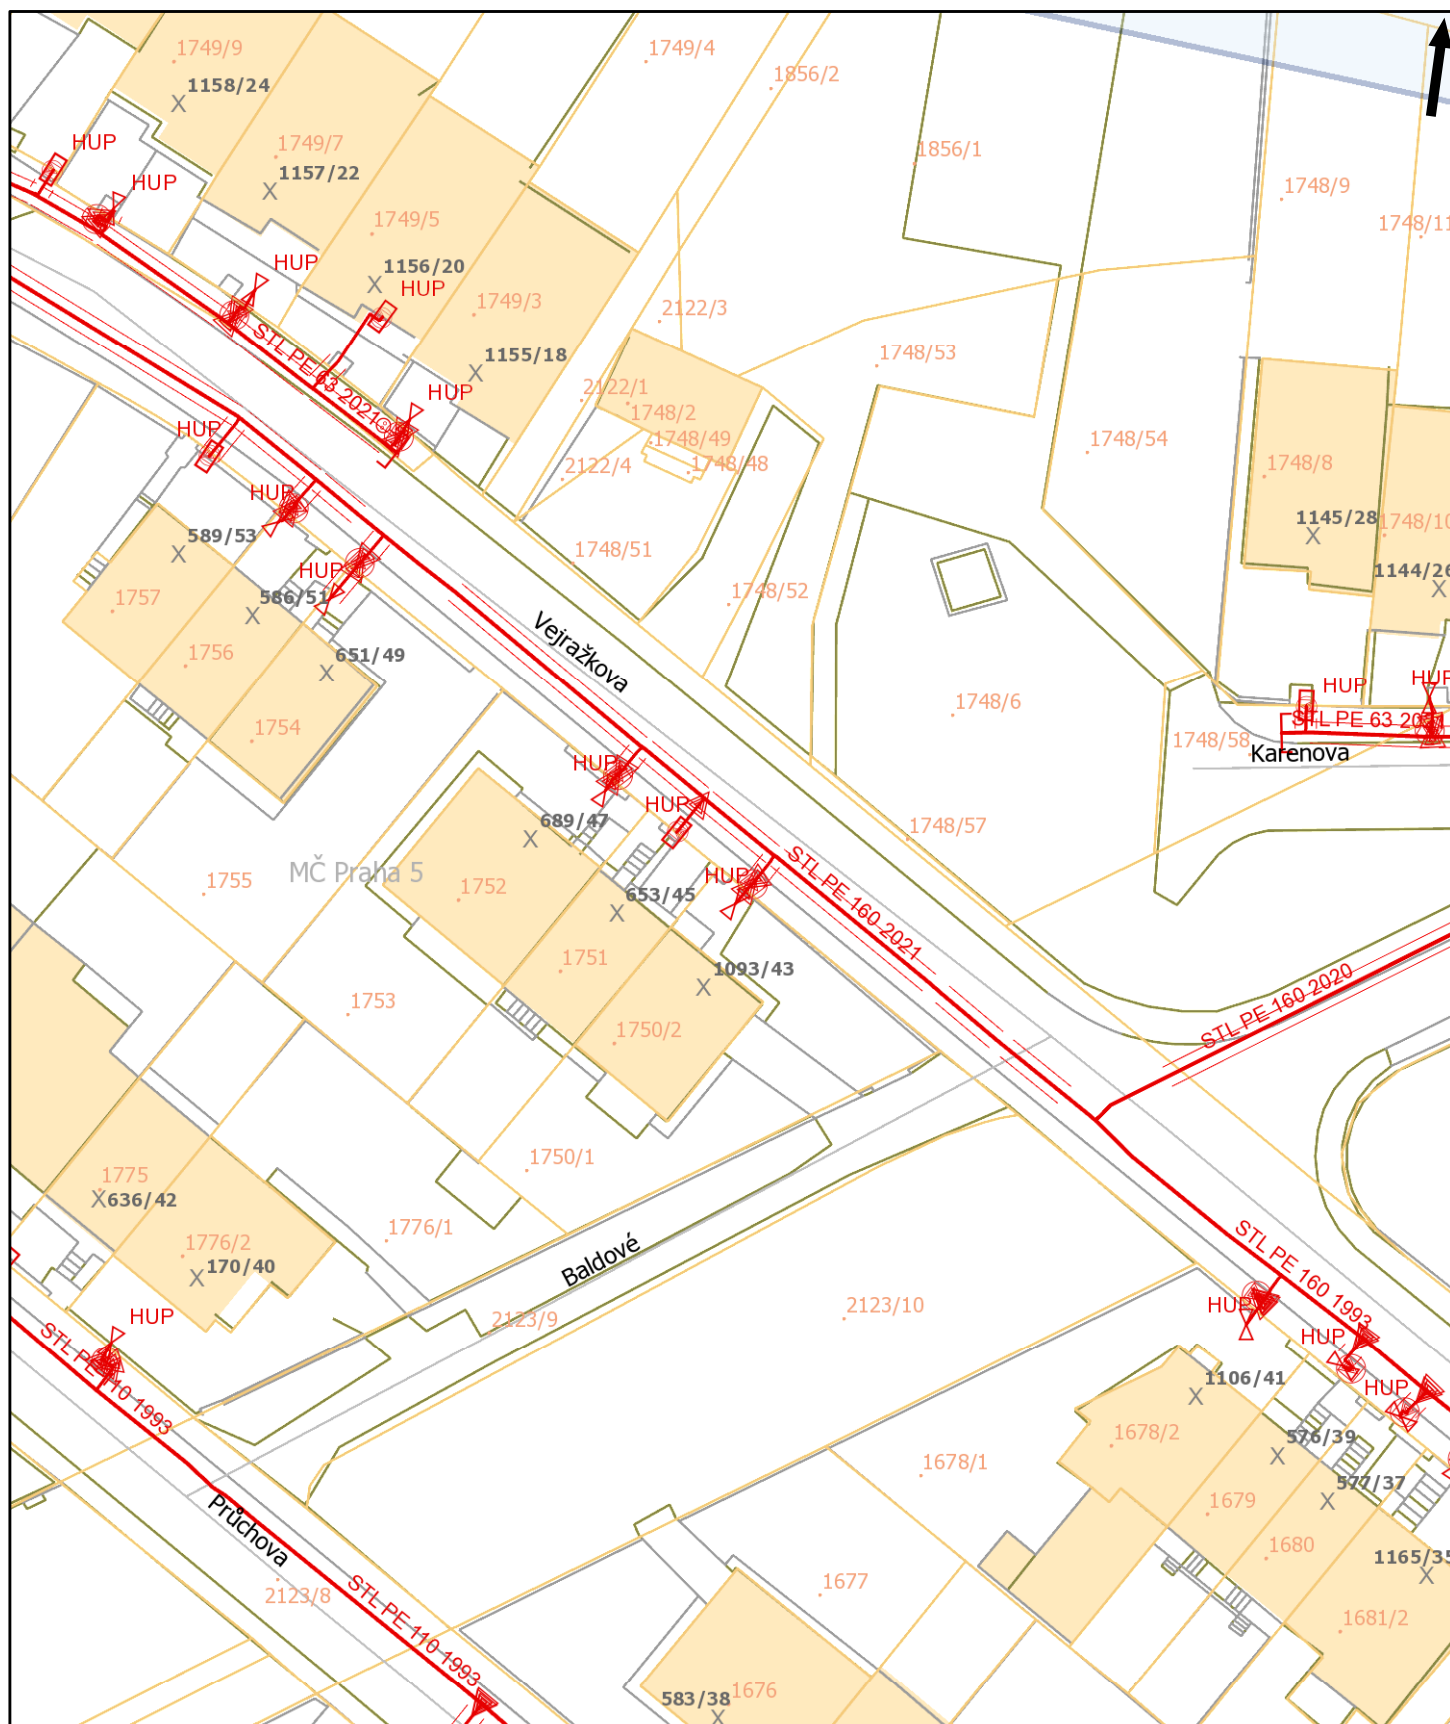 1749/9
1749/4
1856/2
1158/24
HUP
1749/7
1856/1
1157/22
HUP
1748/9
1749/5
1748/11
1156/20
HUP
HUP
1749/3
2122/3
1155/18
1748/53
STL PE 63 2021
2122/1
HUP
1748/2
HUP
1748/49
1748/54
2122/4
1748/48
1748/8
HUP
1145/28
1748/10
589/53
1748/51
HUP
1144/26
586/51
1748/52
1757
Vejražkova
1756
651/49
HUP
HUP
1754
1748/6
STL PE 63 2021
1748/58
Karenova
HUP
HUP
689/47
1748/57
MČ Praha 5
HUP
STL PE 160 2021
1755
1752
653/45
1751
1093/43
1753
STL PE 160 2020
1750/2
1750/1
1775
636/42
1776/1
1776/2
170/40
Baldové
STL PE 160 1993
2123/9
2123/10
HUP
HUP
STL PE 110 1993
HUP
HUP
1106/41
1678/2
576/39
1678/1
577/37
1679
Průchova
1680
1165/35
STL PE 110 1993
2123/8
1677
1681/2
583/38
1676